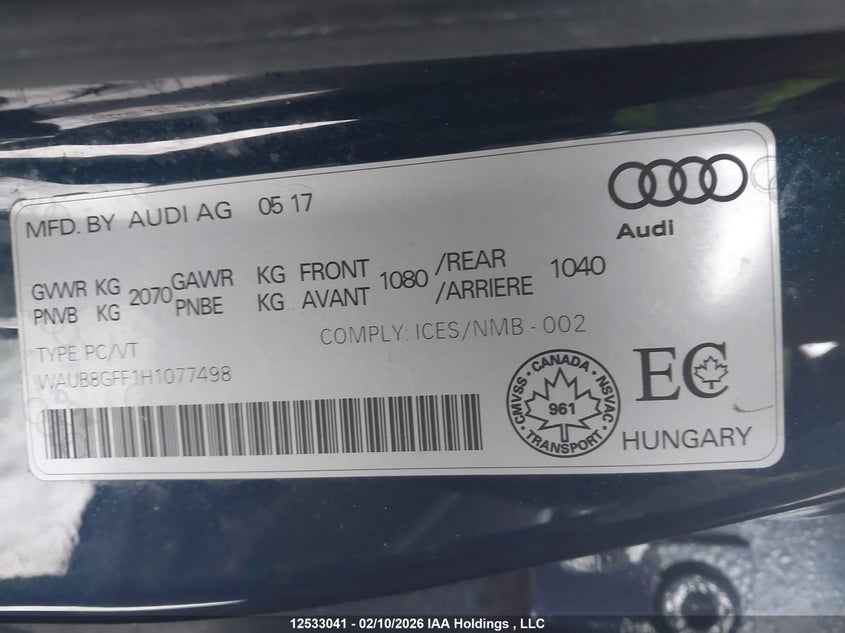 MFD. BY AUDI AG 05 17
Audi
GVWR KG 2070 GAWR KG FRONT 1080 /REAR 1040
PNVB KG PNBE KG AVANT /ARRIERE
COMPLY: ICES/NMB - 002
TYPE: PC/VT
WAUB8GFF1H1077498
CANADA
CMVSS NSVAC
961
TRANSPORT
EC
HUNGARY
12533041 - 02/10/2026 IAA Holdings , LLC